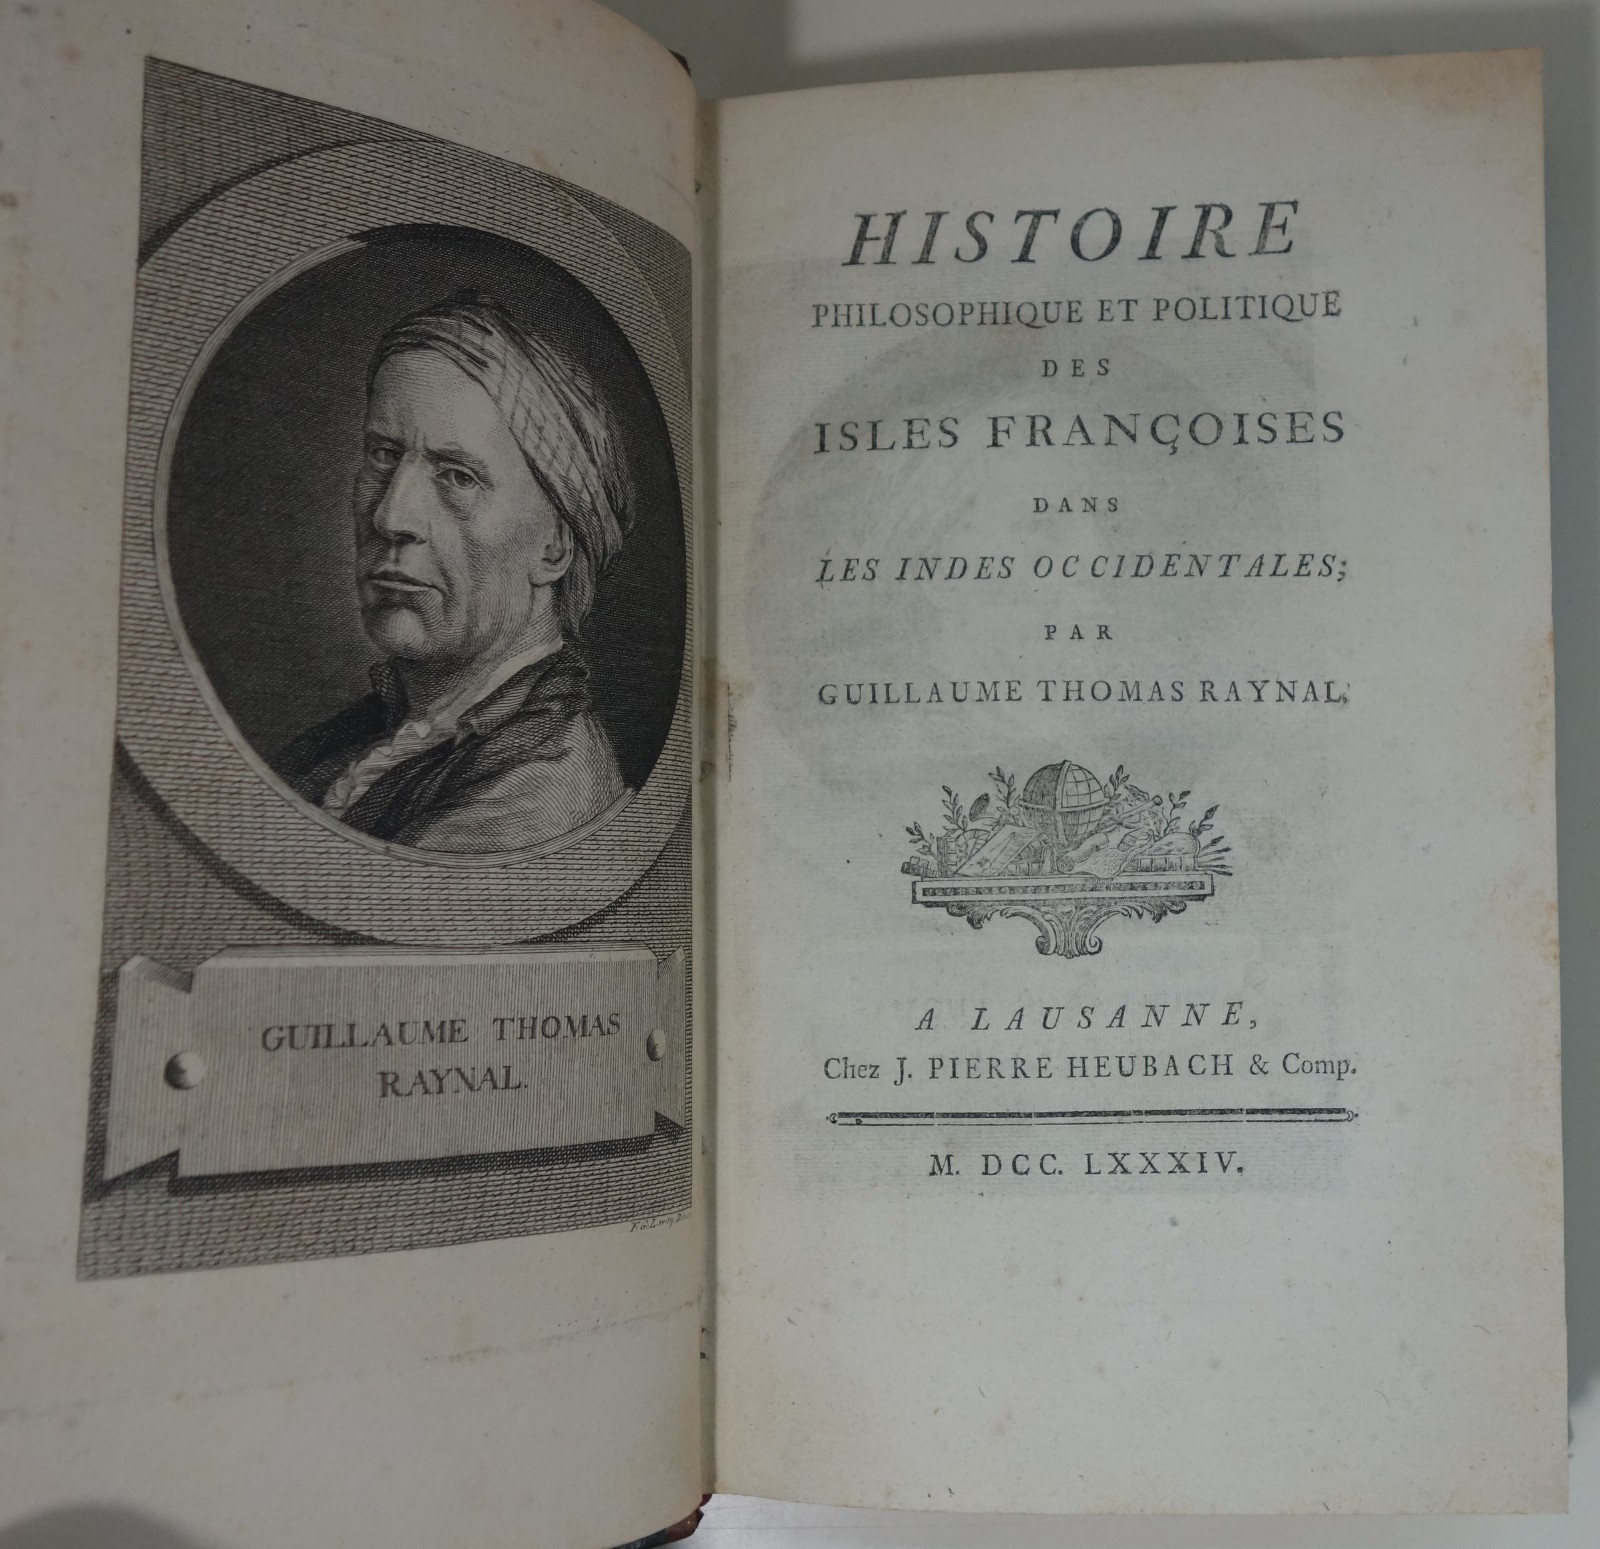 GUILLAUME THOMAS
RAYNAL.
HISTOIRE
PHILOSOPHIQUE ET POLITIQUE
DES
ISLES FRANÇOISES
DANS
LES INDES OCCIDENTALES;
PAR
GUILLAUME THOMAS RAYNAL.
A LAUSANNE,
Chez J. PIERRE HEUBACH & Comp.
M. DCC. LXXXIV.